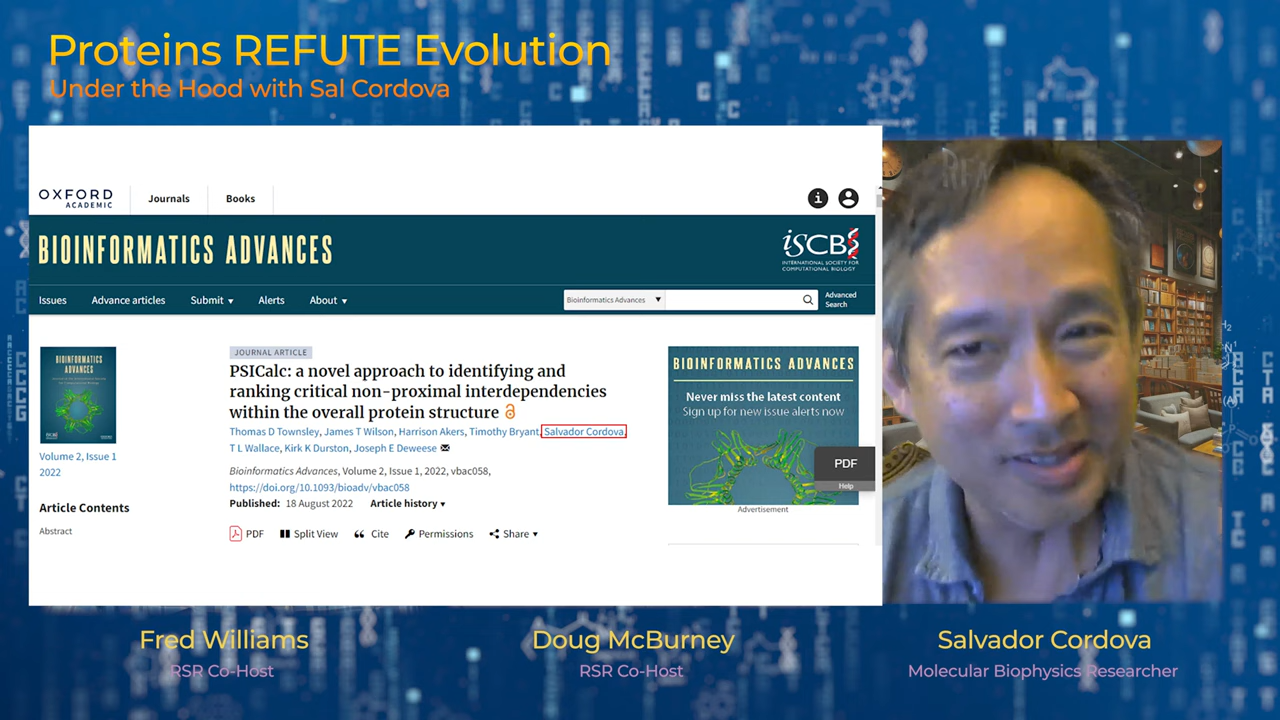 Proteins REFUTE Evolution
Under the Hood with Sal Cordova
OXFORD
ACADEMIC
Journals
Books
BIOINFORMATICS ADVANCES
iSCB
INTERNATIONAL SOCIETY FOR
COMPUTATIONAL BIOLOGY
Issues
Advance articles
Submit
Alerts
About
Bioinformatics Advances
Advanced
Search
BIOINFORMATICS
ADVANCES
Volume 2, Issue 1
2022
Article Contents
Abstract
JOURNAL ARTICLE
PSICalc: a novel approach to identifying and
ranking critical non-proximal interdependencies
within the overall protein structure
Thomas D Townsley, James T Wilson, Harrison Akers, Timothy Bryant, Salvador Cordova,
T L Wallace, Kirk K Durston, Joseph E Deweese
Bioinformatics Advances, Volume 2, Issue 1, 2022, vbac058,
https://doi.org/10.1093/bioadv/vbac058
Published: 18 August 2022 Article history
PDF
Split View
Cite
Permissions
Share
BIOINFORMATICS ADVANCES
Never miss the latest content
Sign up for new issue alerts now
PDF
Help
Advertisement
Fred Williams
RSR Co-Host
Doug McBurney
RSR Co-Host
Salvador Cordova
Molecular Biophysics Researcher